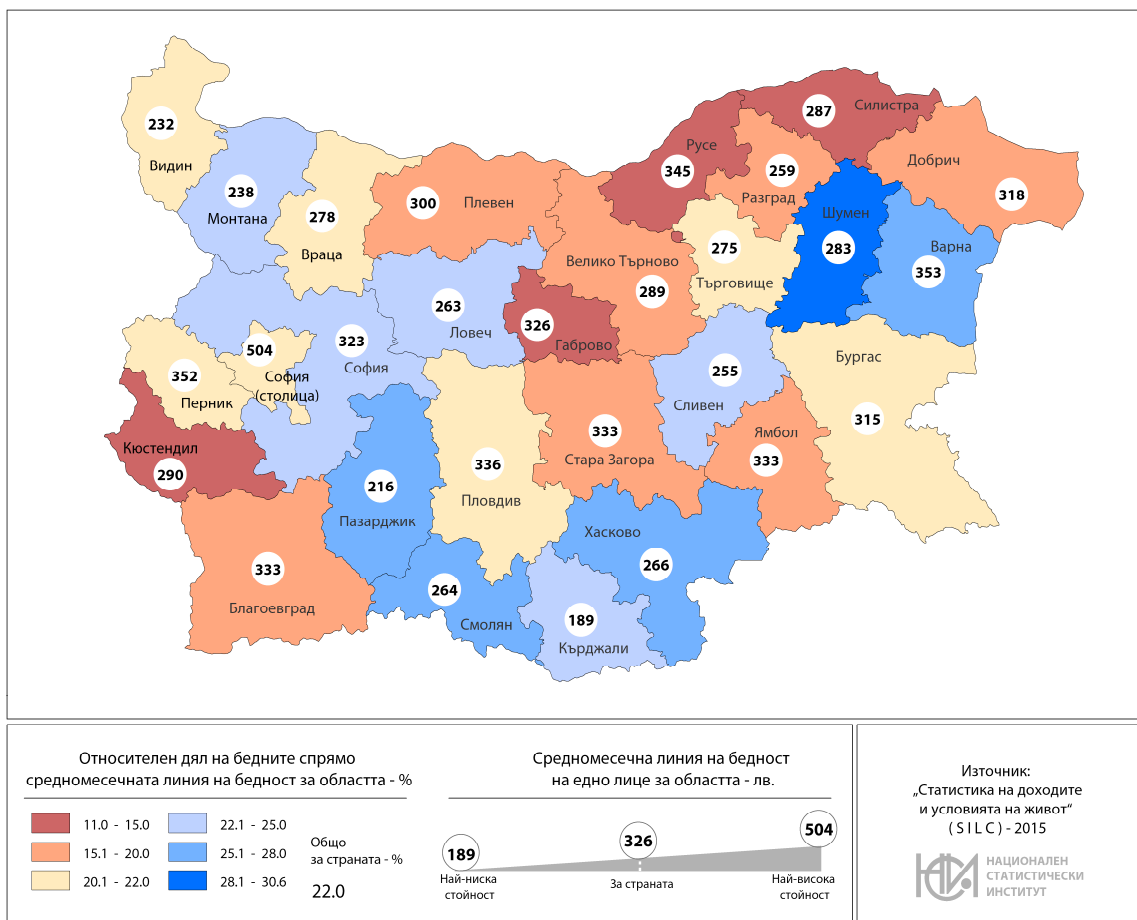 287
Силистра
232
Видин
Русе
345
259
Разград
Добрич
318
238
Монтана
300
Плевен
278
Враца
Шумен
283
275
Търговище
Варна
353
Велико Търново
289
263
Ловеч
326
Габрово
323
София
504
София
(столица)
352
Перник
Бургас
315
255
Сливен
Кюстендил
290
333
Стара Загора
Ямбол
333
336
Пловдив
216
Пазарджик
Хасково
266
333
Благоевград
264
Смолян
189
Кърджали
Относителен дял на бедните спрямо
средномесечната линия на бедност за областта - %
11.0 - 15.0
15.1 - 20.0
20.1 - 22.0
22.1 - 25.0
25.1 - 28.0
28.1 - 30.6
Общо
за страната - %
22.0
Средномесечна линия на бедност
на едно лице за областта - лв.
189
326
504
Най-ниска
стойност
За страната
Най-висока
стойност
Източник:
„Статистика на доходите
и условията на живот“
( S I L C ) - 2015
НСИ
НАЦИОНАЛЕН
СТАТИСТИЧЕСКИ
ИНСТИТУТ